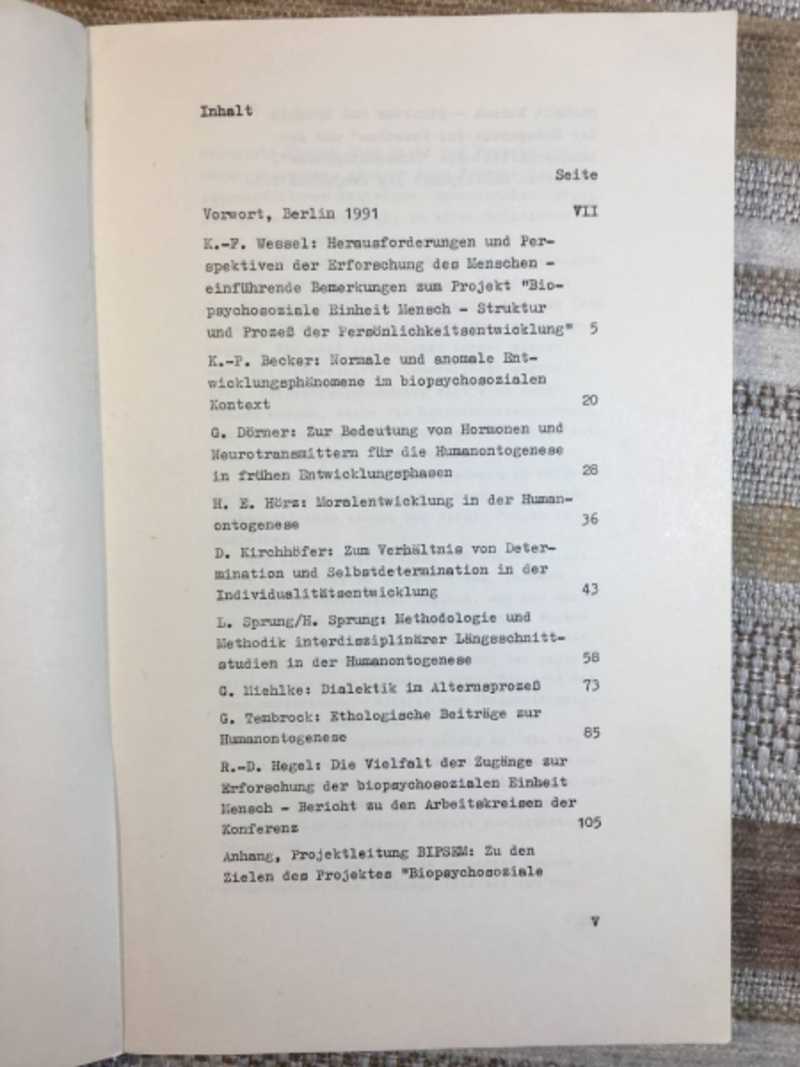 Inhalt
Seite
Vorwort, Berlin 1991 VII
K.-F. Wessel: Herausforderungen und Per-
spektiven der Erforschung des Menschen -
einführende Bemerkungen zum Projekt "Bio-
psychosoziale Einheit Mensch - Struktur
und Prozeß der Persönlichkeitsentwicklung" 5
K.-P. Becker: Normale und anomale Ent-
wicklungsphänomene im biopsychosozialen
Kontext 20
G. Dörner: Zur Bedeutung von Hormonen und
Neurotransmittern für die Humanontogenese
in frühen Entwicklungsphasen 28
H. E. Hörz: Moralentwicklung in der Human-
ontogenese 36
D. Kirchhöfer: Zum Verhältnis von Deter-
mination und Selbstdetermination in der
Individualitätsentwicklung 43
L. Sprung/H. Sprung: Methodologie und
Methodik interdisziplinärer Längsschnitt-
studien in der Humanontogenese 58
G. Miehlke: Dialektik im Alternsprozeß 73
G. Tembrock: Ethologische Beiträge zur
Humanontogenese 85
R.-D. Hegel: Die Vielfalt der Zugänge zur
Erforschung der biopsychosozialen Einheit
Mensch - Bericht zu den Arbeitskreisen der
Konferenz 105
Anhang, Projektleitung BIPSEM: Zu den
Zielen des Projektes "Biopsychosoziale
V